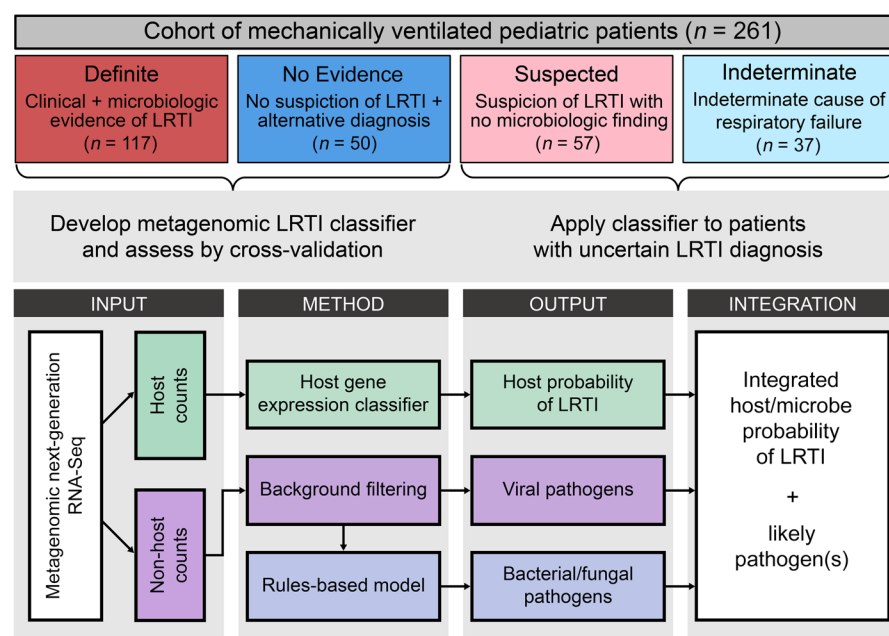 Cohort of mechanically ventilated pediatric patients (n = 261)
Definite
Clinical + microbiologic
evidence of LRTI
(n = 117)
No Evidence
No suspiction of LRTI +
alternative diagnosis
(n = 50)
Suspected
Suspicion of LRTI with
no microbiologic finding
(n = 57)
Indeterminate
Indeterminate cause of
respiratory failure
(n = 37)
Develop metagenomic LRTI classifier
and assess by cross-validation
Apply classifier to patients
with uncertain LRTI diagnosis
INPUT
METHOD
OUTPUT
INTEGRATION
Metagenomic next-generation
RNA-Seq
Host
counts
Non-host
counts
Host gene
expression classifier
Background filtering
Rules-based model
Host probability
of LRTI
Viral pathogens
Bacterial/fungal
pathogens
Integrated
host/microbe
probability
of LRTI
+
likely
pathogen(s)